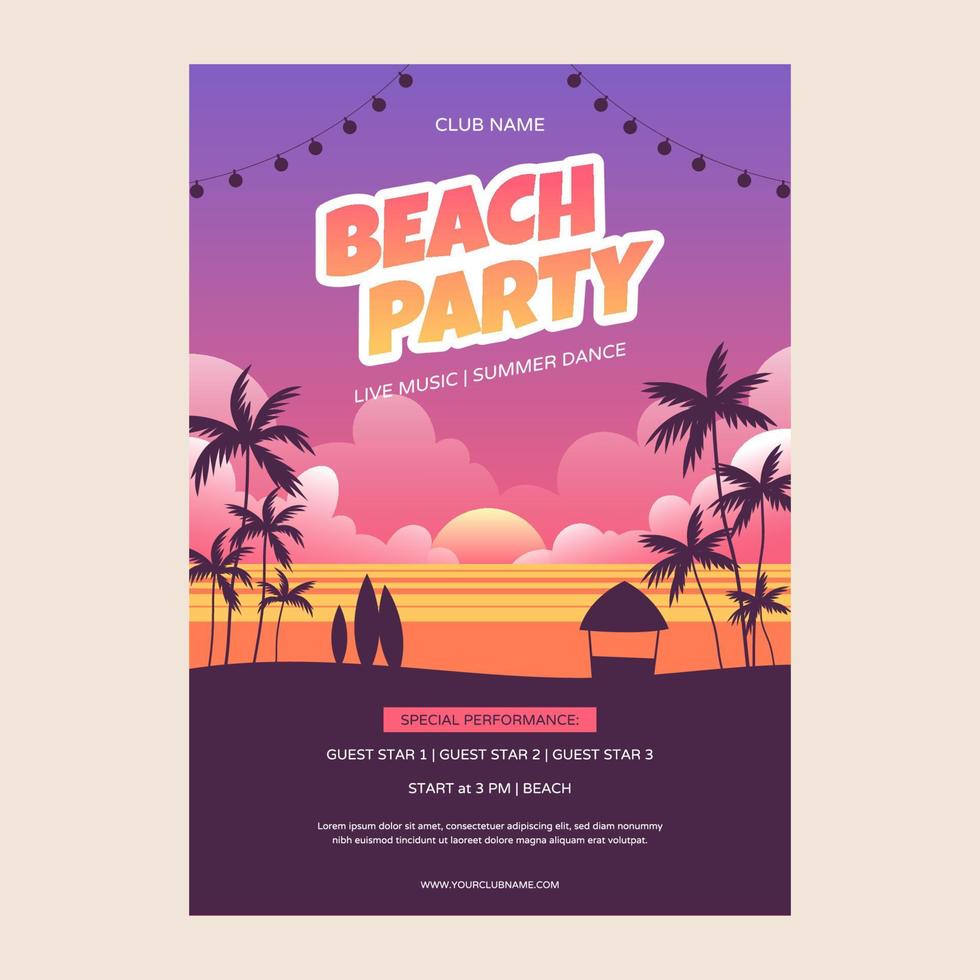 CLUB NAME
BEACH
PARTY
LIVE MUSIC | SUMMER DANCE
SPECIAL PERFORMANCE:
GUEST STAR 1 | GUEST STAR 2 | GUEST STAR 3
START at 3 PM | BEACH
Lorem ipsum dolor sit amet, consectetuer adipiscing elit, sed diam nonummy
nibh euismod tincidunt ut laoreet dolore magna aliquam erat volutpat.
WWW.YOURCLUBNAME.COM